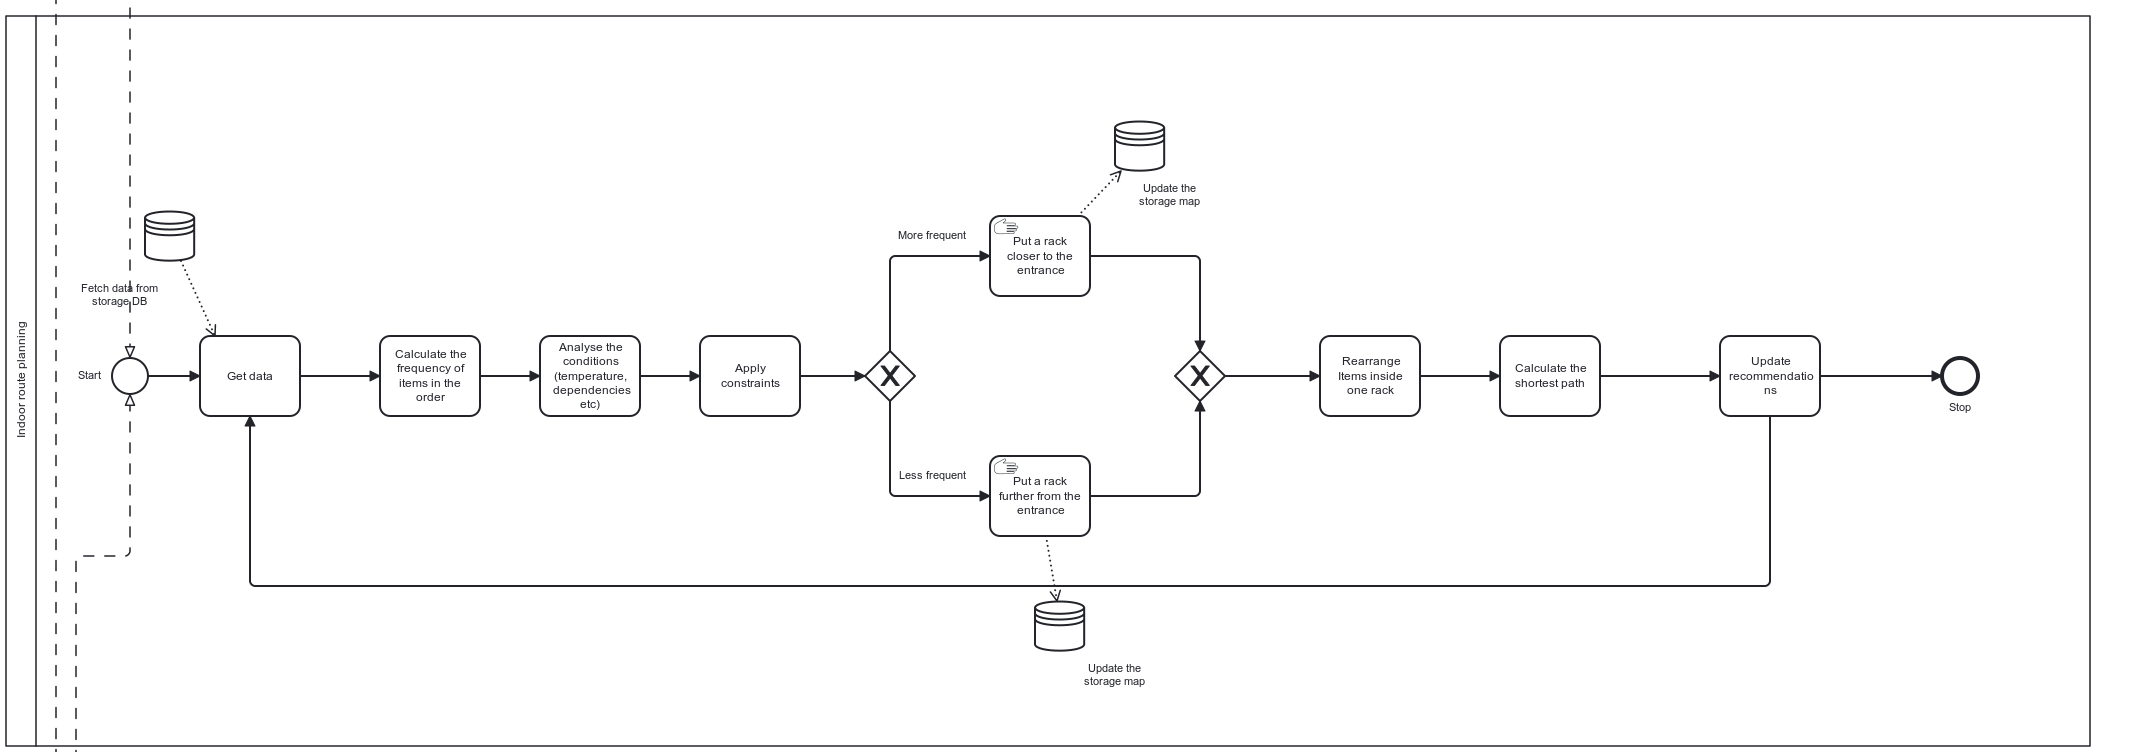 Indoor route planning
Fetch data from
storage DB
Start
Get data
Calculate the
frequency of
items in the
order
Analyse the
conditions
(temperature,
dependencies
etc)
Apply
constraints
X
More frequent
Put a rack
closer to the
entrance
Update the
storage map
Less frequent
Put a rack
further from the
entrance
Update the
storage map
X
Rearrange
Items inside
one rack
Calculate the
shortest path
Update
recommendatio
ns
Stop